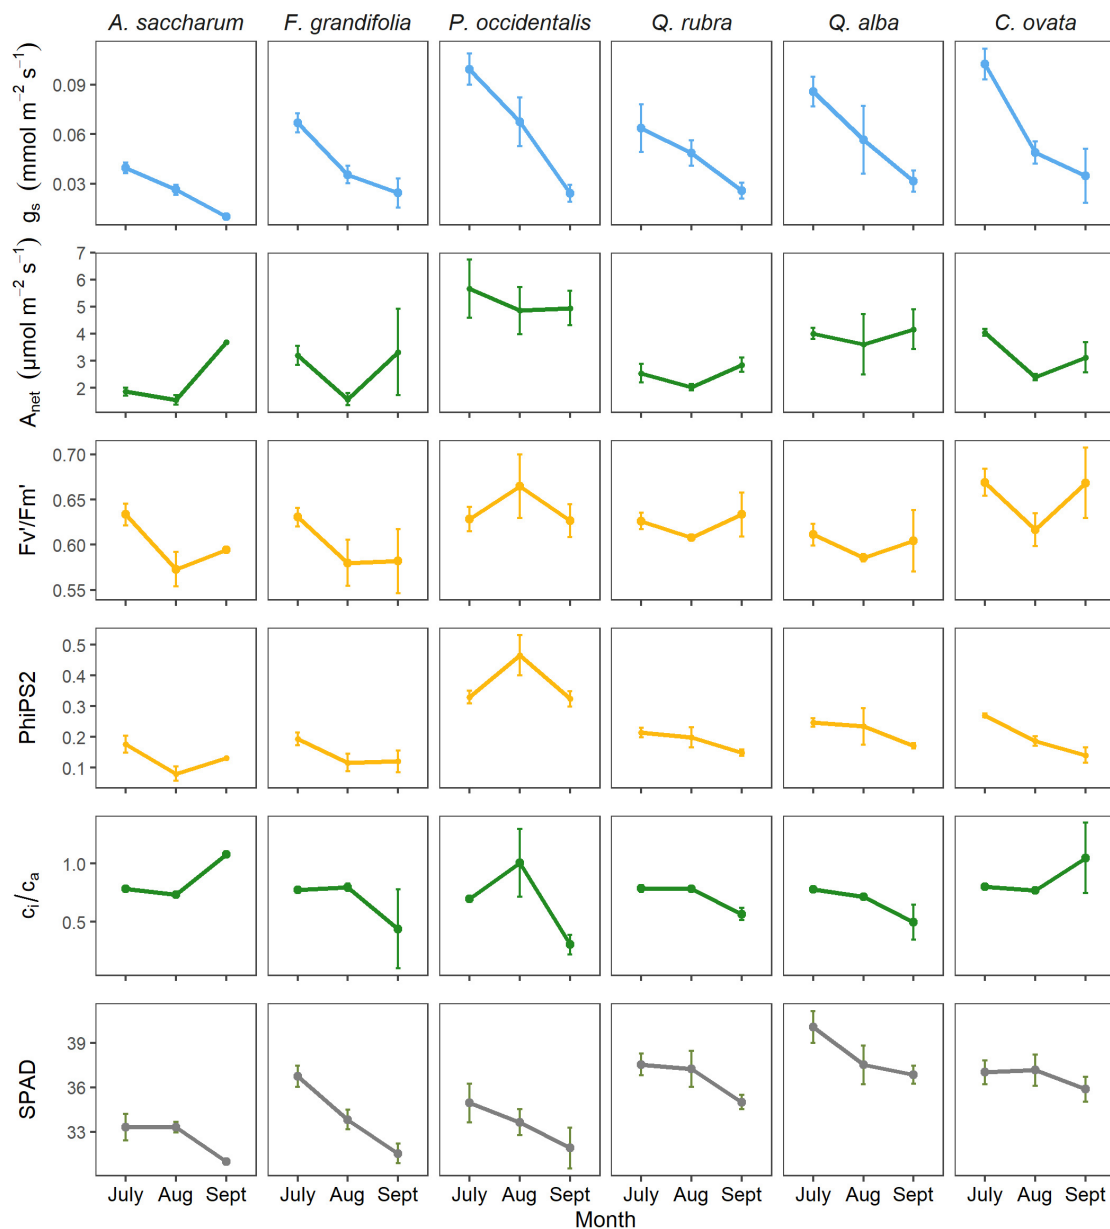 A. saccharum F. grandifolia P. occidentalis Q. rubra Q. alba C. ovata
gs (mmol m−2 s−1)
0.09
0.06
0.03
Anet (μmol m−2 s−1)
7
6
5
4
3
2
Fv'/Fm'
0.70
0.65
0.60
0.55
PhiPS2
0.5
0.4
0.3
0.2
0.1
ci/ca
1.0
0.5
SPAD
39
36
33
July Aug Sept July Aug Sept July Aug Sept July Aug Sept July Aug Sept July Aug Sept
Month